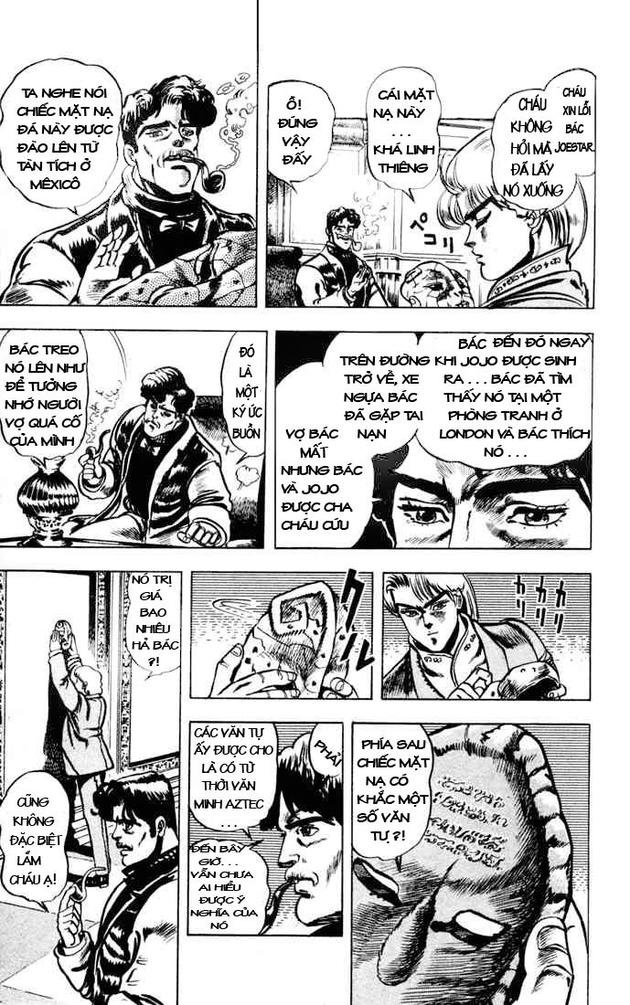 CHÁU
XIN LỖI
BÁC
JOESTAR.
CHÁU
KHÔNG
HỎI MÀ
ĐÃ LẤY
NÓ XUỐNG
CÁI MẶT
NẠ NÀY
...
KHÁ LINH
THIÊNG
Ồ!
ĐÚNG
VẬY
ĐẤY
ペコリ
TA NGHE NÓI
CHIẾC MẶT NẠ
ĐÁ NÀY ĐƯỢC
ĐÀO LÊN TỪ
TÀN TÍCH Ở
MÊXICÔ
BÁC ĐẾN ĐÓ NGAY
KHI JOJO ĐƯỢC SINH
RA... BÁC ĐÃ TÌM
THẤY NÓ TẠI MỘT
PHÒNG TRANH Ở
LONDON VÀ BÁC THÍCH
NÓ...
TRÊN ĐƯỜNG
TRỞ VỀ, XE
NGỰA BÁC
ĐÃ GẶP TAI
NẠN
VỢ BÁC
MẤT
NHƯNG BÁC
VÀ JOJO
ĐƯỢC CHA
CHÁU CỨU
ĐÓ
LÀ
MỘT
KÝ ỨC
BUỒN
BÁC TREO
NÓ LÊN NHƯ
ĐỂ TƯỞNG
NHỚ NGƯỜI
VỢ QUÁ CỐ
CỦA MÌNH
PHÍA SAU
CHIẾC MẶT
NẠ CÓ
KHẮC MỘT
SỐ VĂN
TỰ?!
PHẢI
CÁC VĂN TỰ
ẤY ĐƯỢC CHO
LÀ CÓ TỪ
THỜI VĂN
MINH AZTEC
...
ĐẾN BÂY
GIỜ...
VẪN CHƯA
AI HIỂU
ĐƯỢC Ý
NGHĨA CỦA
NÓ
NÓ TRỊ
GIÁ
BAO
NHIÊU
HẢ BÁC
?!
CŨNG
KHÔNG
ĐẶC BIỆT
LẮM
CHÁU Ạ!